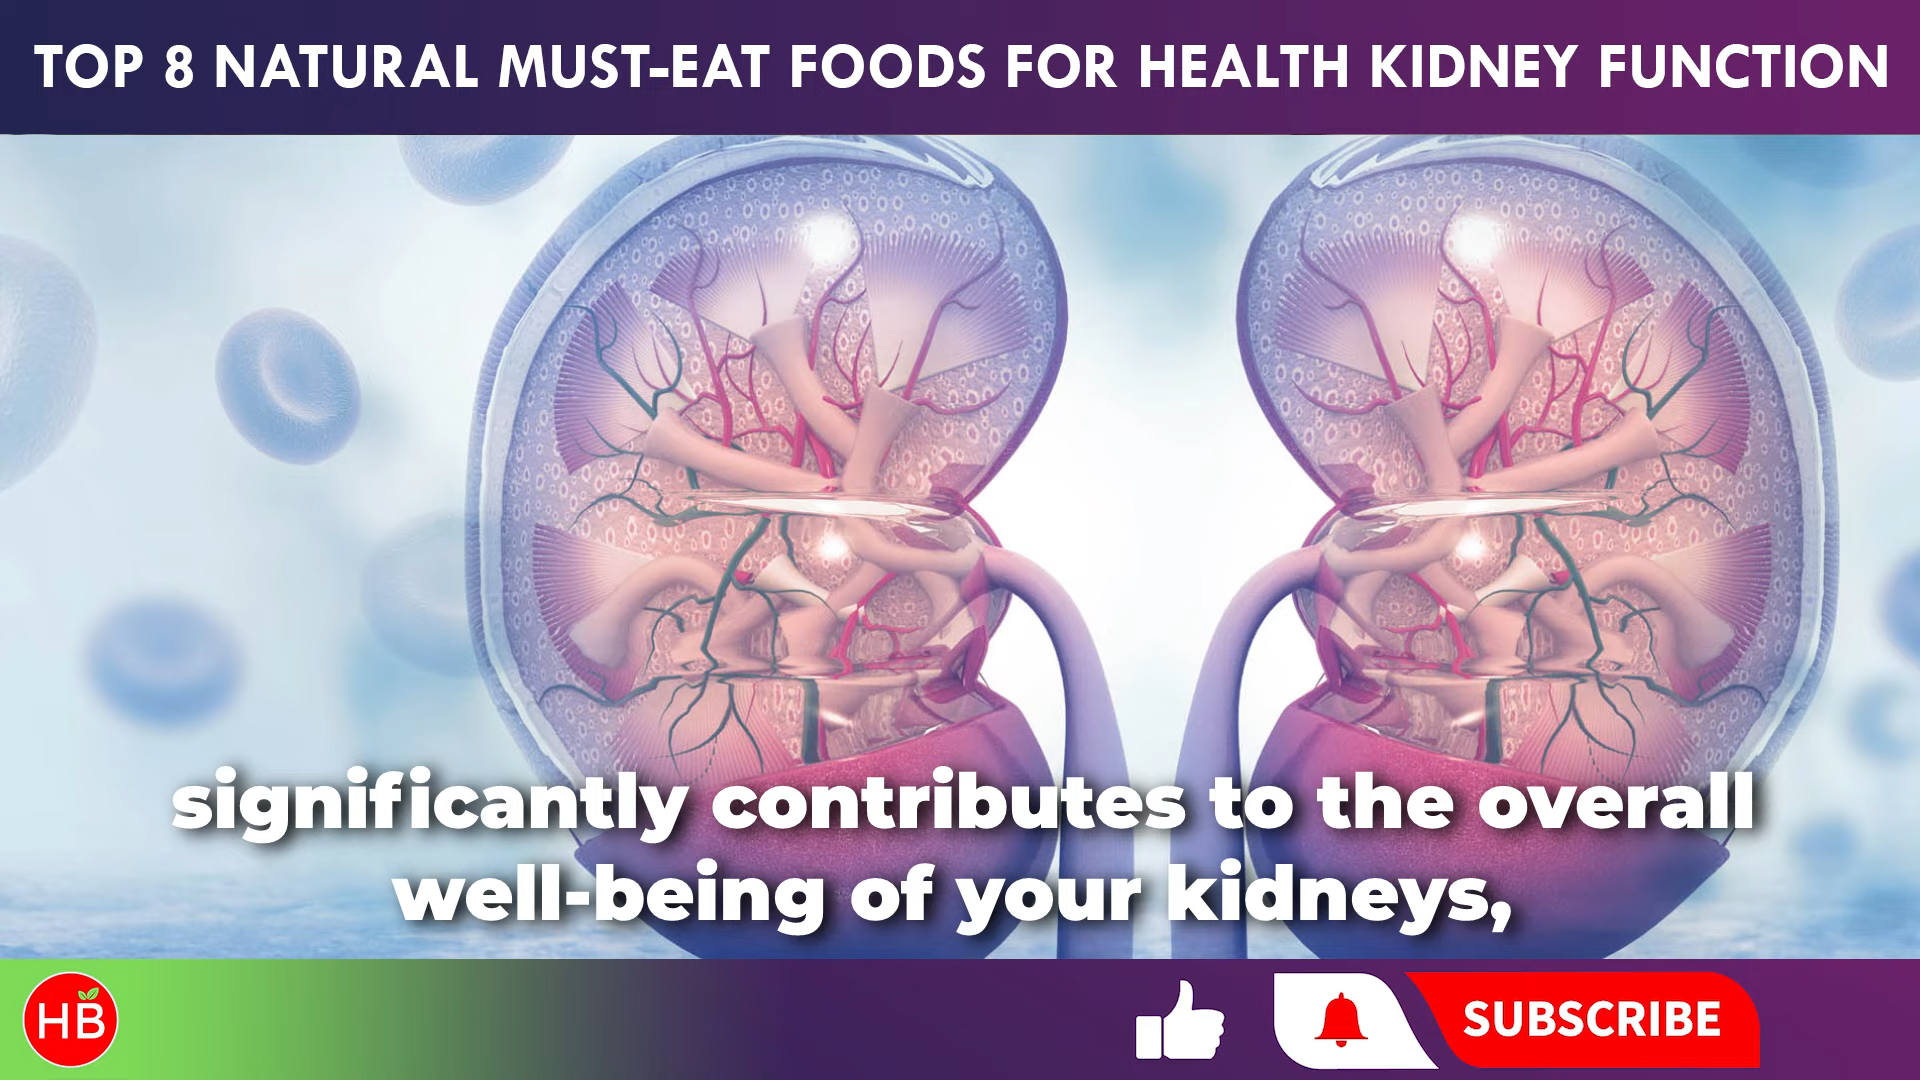 TOP 8 NATURAL MUST-EAT FOODS FOR HEALTH KIDNEY FUNCTION
significantly contributes to the overall
well-being of your kidneys,
HB
SUBSCRIBE